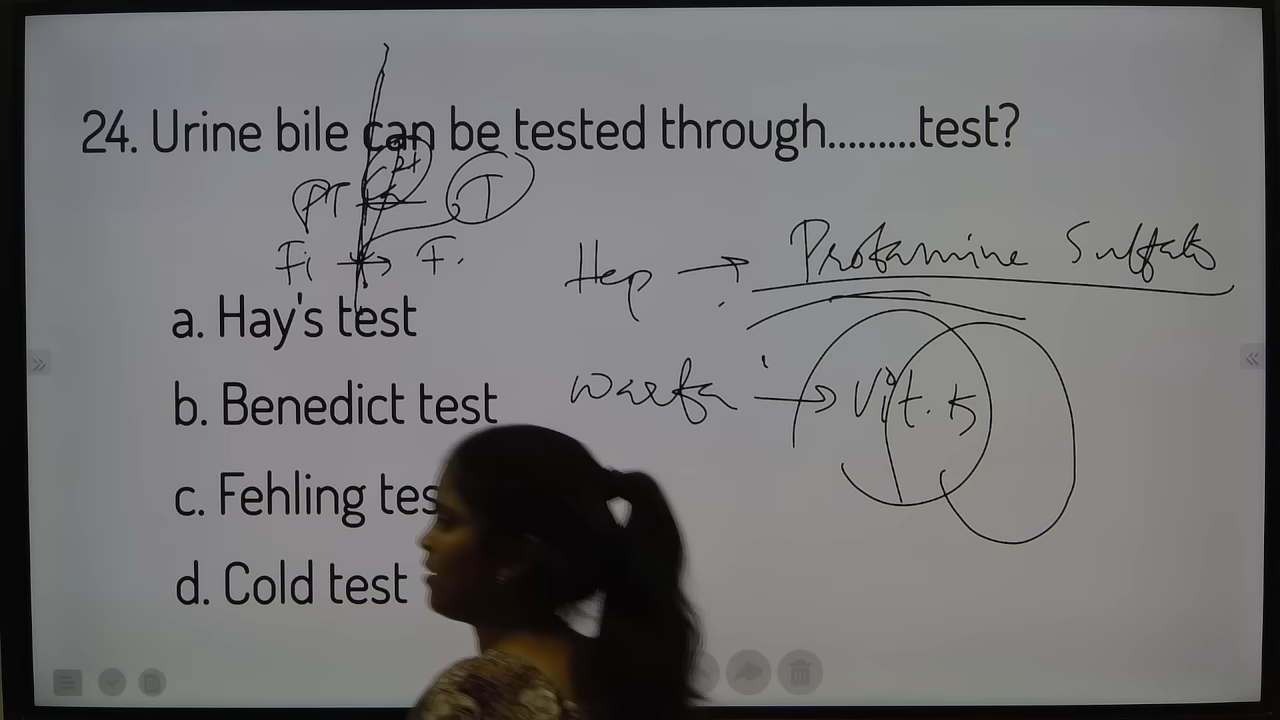 24. Urine bile can be tested through.........test?
PT ← Ca2+ T
Fi → F.
Hep → Protamine Sulfate
warfa → Vit. K
a. Hay's test
b. Benedict test
c. Fehling tes
d. Cold test